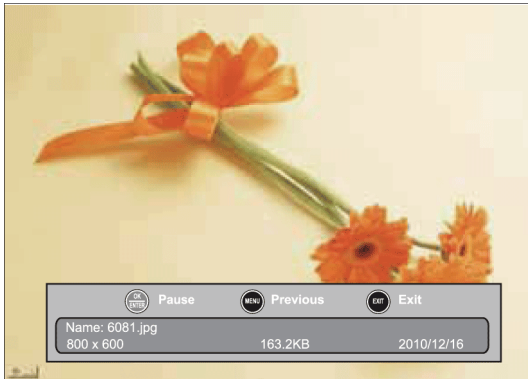 OK ENTER Pause MENU Previous EXIT Exit
Name: 6081.jpg
800 x 600 163.2KB 2010/12/16